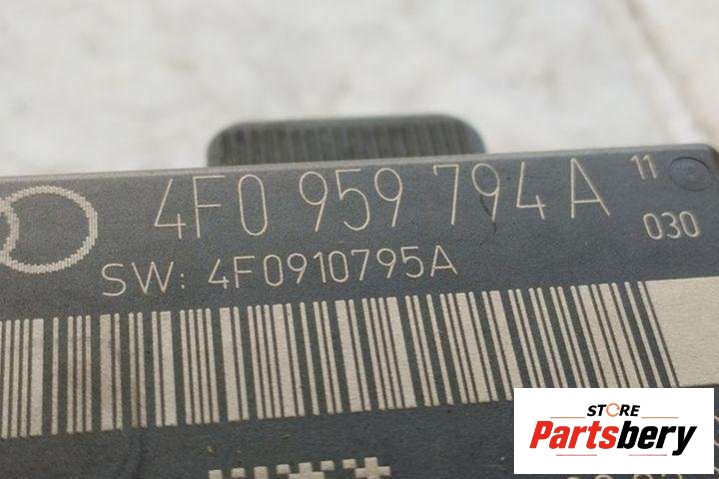 4F0 959 794 A 11
030
SW: 4F0910795A
STORE
Partsbery